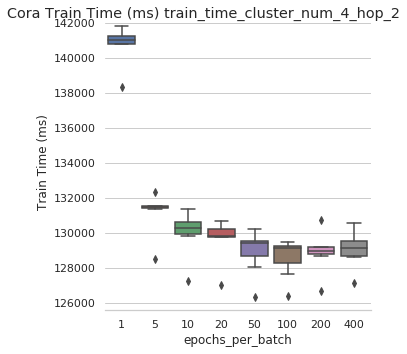 Cora Train Time (ms) train_time_cluster_num_4_hop_2
142000
140000
138000
136000
134000
132000
130000
128000
126000
Train Time (ms)
1 5 10 20 50 100 200 400
epochs_per_batch